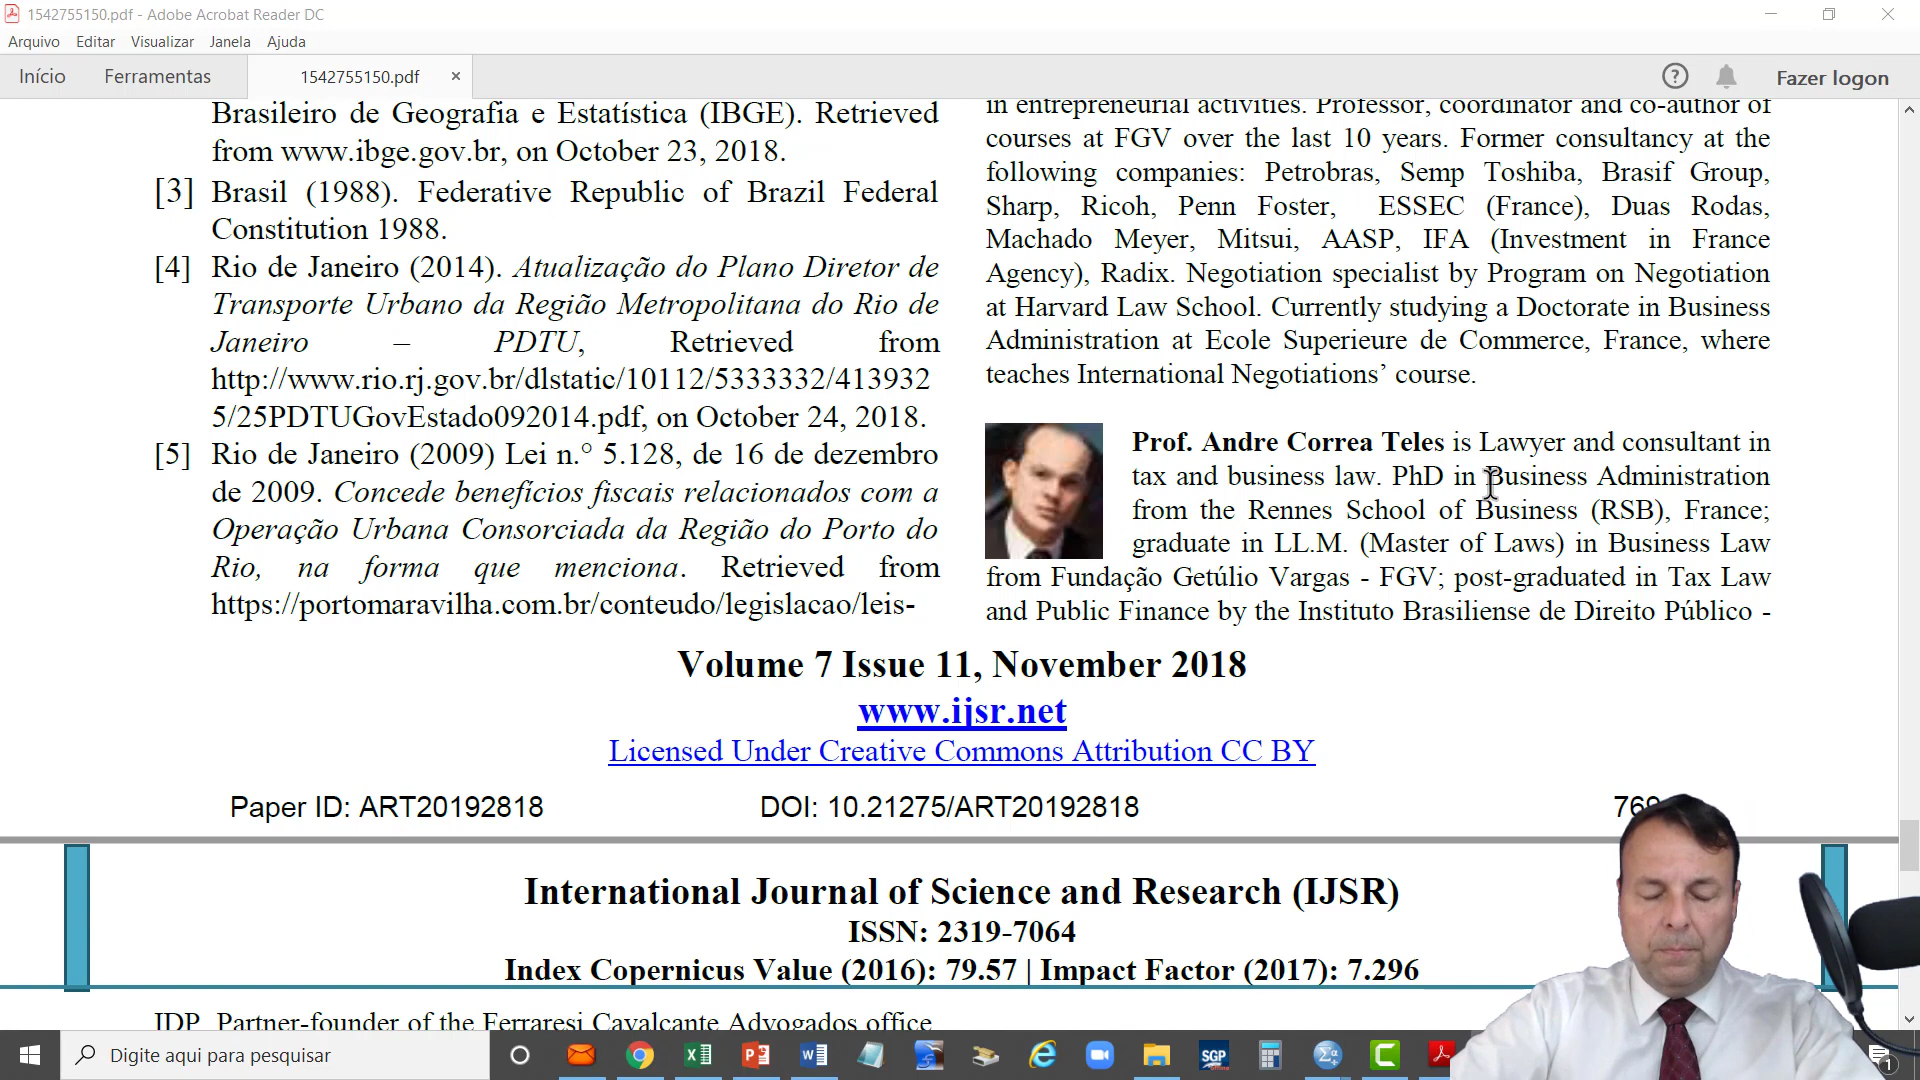 1542755150.pdf - Adobe Acrobat Reader DC
Arquivo Editar Visualizar Janela Ajuda
Início Ferramentas 1542755150.pdf × Fazer logon
Brasileiro de Geografia e Estatística (IBGE). Retrieved
from www.ibge.gov.br, on October 23, 2018.
[3] Brasil (1988). Federative Republic of Brazil Federal
Constitution 1988.
[4] Rio de Janeiro (2014). Atualização do Plano Diretor de
Transporte Urbano da Região Metropolitana do Rio de
Janeiro – PDTU, Retrieved from
http://www.rio.rj.gov.br/dlstatic/10112/5333332/413932
5/25PDTUGovEstado092014.pdf, on October 24, 2018.
[5] Rio de Janeiro (2009) Lei n.° 5.128, de 16 de dezembro
de 2009. Concede benefícios fiscais relacionados com a
Operação Urbana Consorciada da Região do Porto do
Rio, na forma que menciona. Retrieved from
https://portomaravilha.com.br/conteudo/legislacao/leis-
in entrepreneurial activities. Professor, coordinator and co-author of
courses at FGV over the last 10 years. Former consultancy at the
following companies: Petrobras, Semp Toshiba, Brasif Group,
Sharp, Ricoh, Penn Foster, ESSEC (France), Duas Rodas,
Machado Meyer, Mitsui, AASP, IFA (Investment in France
Agency), Radix. Negotiation specialist by Program on Negotiation
at Harvard Law School. Currently studying a Doctorate in Business
Administration at Ecole Superieure de Commerce, France, where
teaches International Negotiations’ course.
Prof. Andre Correa Teles is Lawyer and consultant in
tax and business law. PhD in Business Administration
from the Rennes School of Business (RSB), France;
graduate in LL.M. (Master of Laws) in Business Law
from Fundação Getúlio Vargas - FGV; post-graduated in Tax Law
and Public Finance by the Instituto Brasiliense de Direito Público -
Volume 7 Issue 11, November 2018
www.ijsr.net
Licensed Under Creative Commons Attribution CC BY
Paper ID: ART20192818 DOI: 10.21275/ART20192818 769
International Journal of Science and Research (IJSR)
ISSN: 2319-7064
Index Copernicus Value (2016): 79.57 | Impact Factor (2017): 7.296
IDP. Partner-founder of the Ferraresi Cavalcante Advogados office
Digite aqui para pesquisar
SGP
1